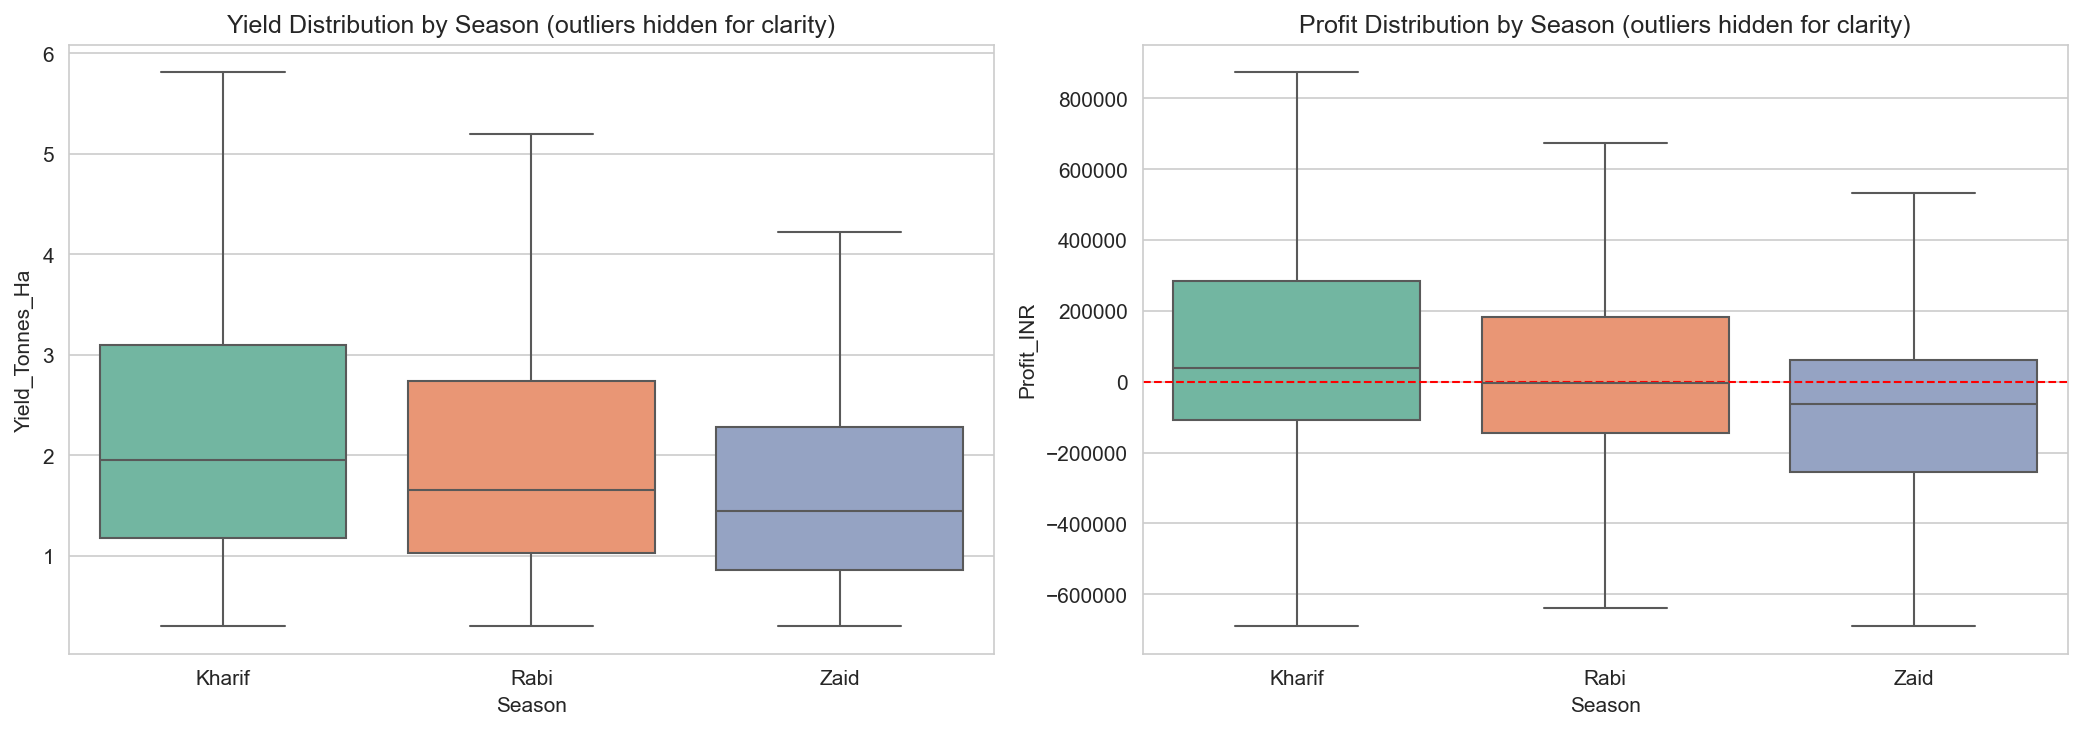 Yield Distribution by Season (outliers hidden for clarity)
6
5
4
3
2
1
Yield_Tonnes_Ha
Kharif Rabi Zaid
Season
Profit Distribution by Season (outliers hidden for clarity)
800000
600000
400000
200000
0
−200000
−400000
−600000
Profit_INR
Kharif Rabi Zaid
Season